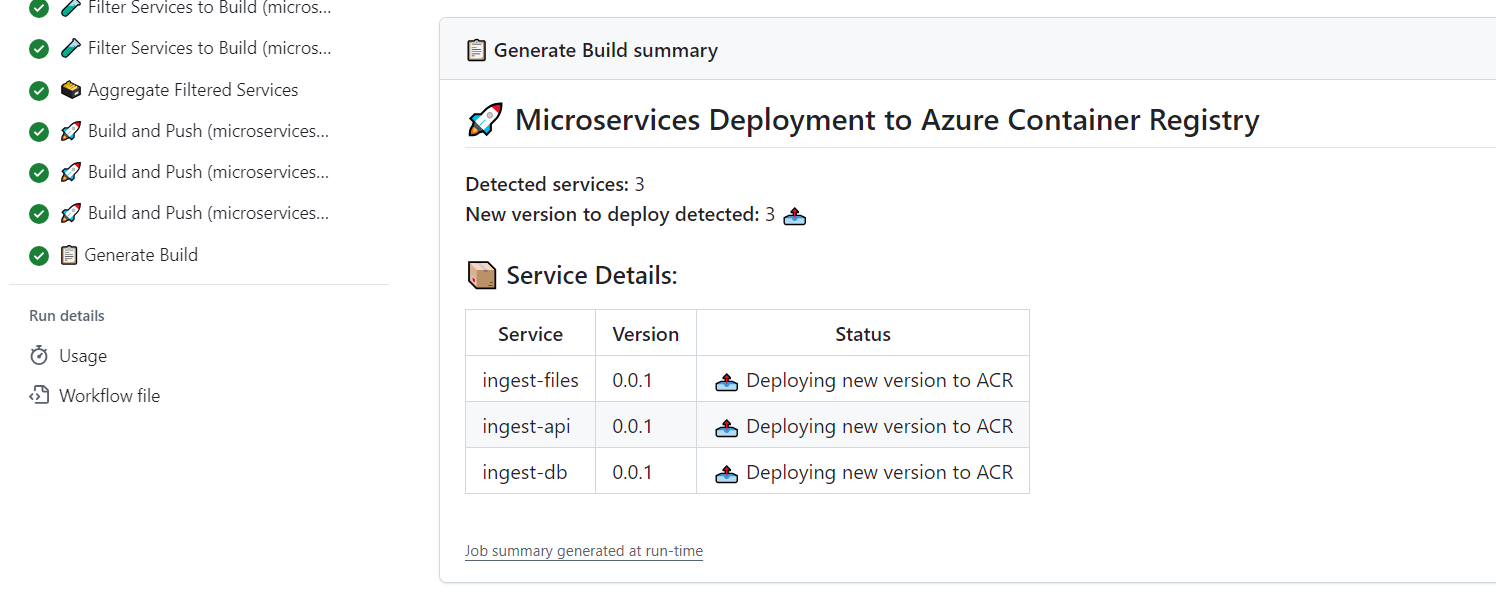 Filter Services to Build (micros...
Filter Services to Build (micros...
Aggregate Filtered Services
Build and Push (microservices...
Build and Push (microservices...
Build and Push (microservices...
Generate Build
Run details
Usage
Workflow file
Generate Build summary
Microservices Deployment to Azure Container Registry
Detected services: 3
New version to deploy detected: 3
Service Details:
Service Version Status
ingest-files 0.0.1 Deploying new version to ACR
ingest-api 0.0.1 Deploying new version to ACR
ingest-db 0.0.1 Deploying new version to ACR
Job summary generated at run-time